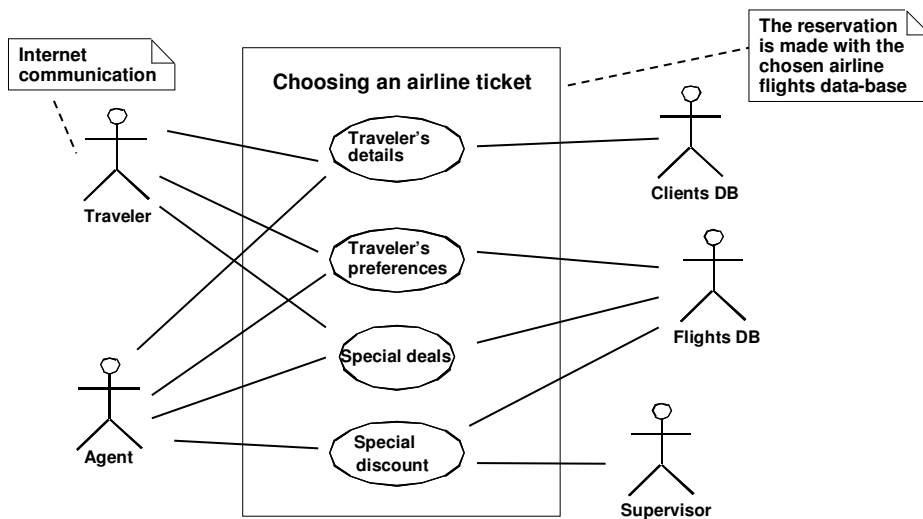 Internet
communication
The reservation
is made with the
chosen airline
flights data-base
Choosing an airline ticket
Traveler's
details
Traveler's
preferences
Special deals
Special
discount
Traveler
Agent
Clients DB
Flights DB
Supervisor